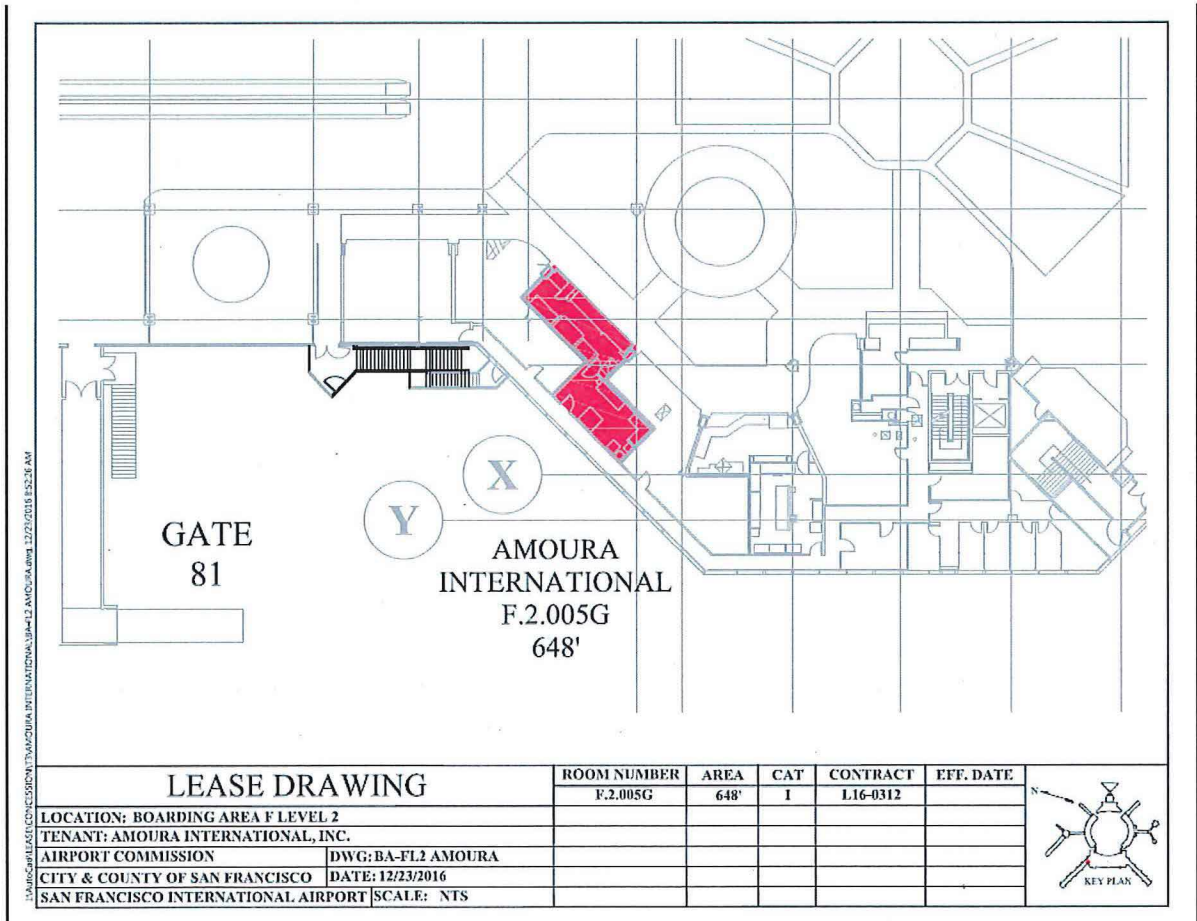 GATE
81
X
Y
AMOURA
INTERNATIONAL
F.2.005G
648'
LEASE DRAWING
LOCATION: BOARDING AREA F LEVEL 2
TENANT: AMOURA INTERNATIONAL, INC.
AIRPORT COMMISSION DWG: BA-FL2 AMOURA
CITY & COUNTY OF SAN FRANCISCO DATE: 12/23/2016
SAN FRANCISCO INTERNATIONAL AIRPORT SCALE: NTS
ROOM NUMBER AREA CAT CONTRACT EFF. DATE
F.2.005G 648' I L16-0312
N
KEY PLAN